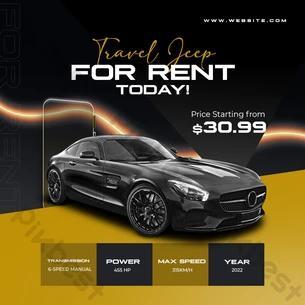 WWW.WEBSITE.COM
Travel Jeep
FOR RENT
TODAY!
Price Starting from
$30.99
FOR RENT
TRANSMISSION
6-SPEED MANUAL
POWER
455 HP
MAX SPEED
315KM/H
YEAR
2022
pikbest